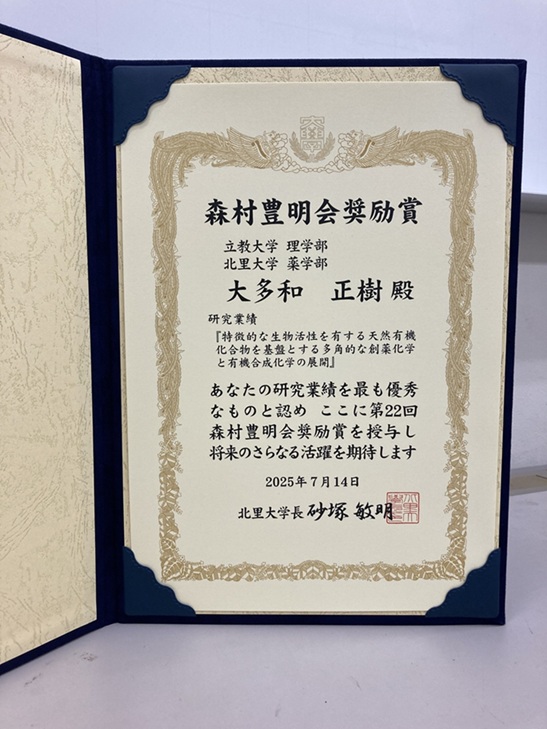 森村豊明会奨励賞
立教大学 理学部
北里大学 薬学部
大多和 正樹 殿
研究業績
『特徴的な生物活性を有する天然有機
化合物を基盤とする多角的な創薬化学
と有機合成化学の展開』
あなたの研究業績を最も優秀
なものと認め ここに第22回
森村豊明会奨励賞を授与し
将来のさらなる活躍を期待します
2025年7月14日
北里大学長 砂塚 敏明